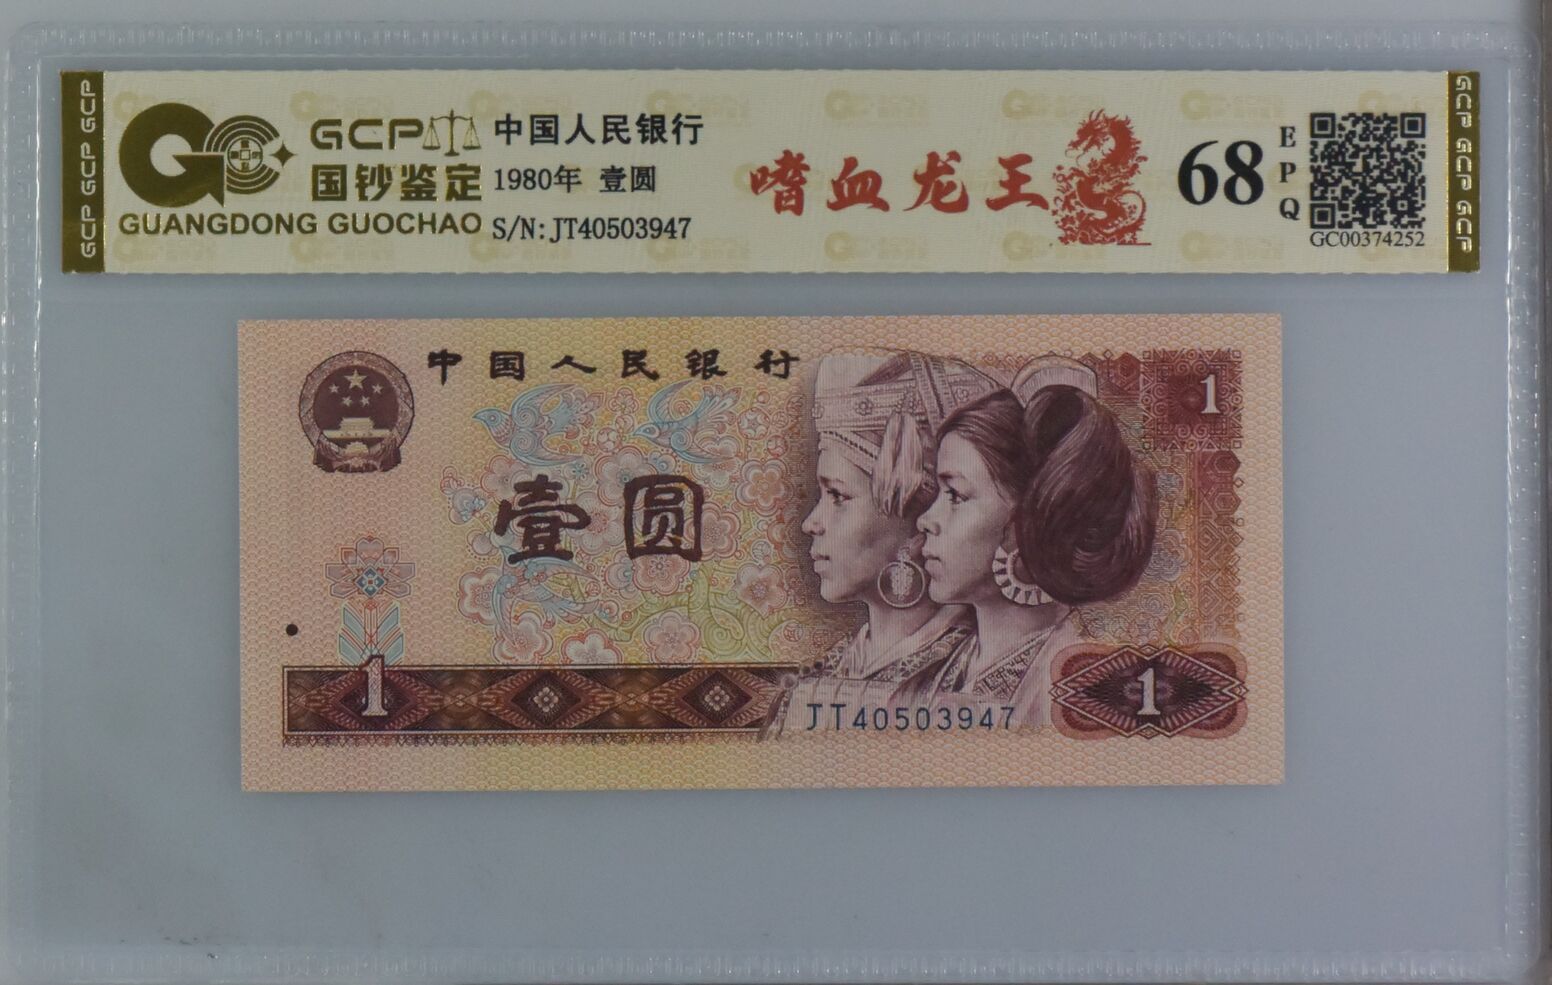 GCP GCP GCP
GCP
国钞鉴定
GUANGDONG GUOCHAO
中国人民银行
1980年 壹圆
S/N:JT40503947
嗜血龙王
68
EPQ
GC00374252
GCP GCP GCP
中国人民银行
1
壹圆
1
JT40503947
1